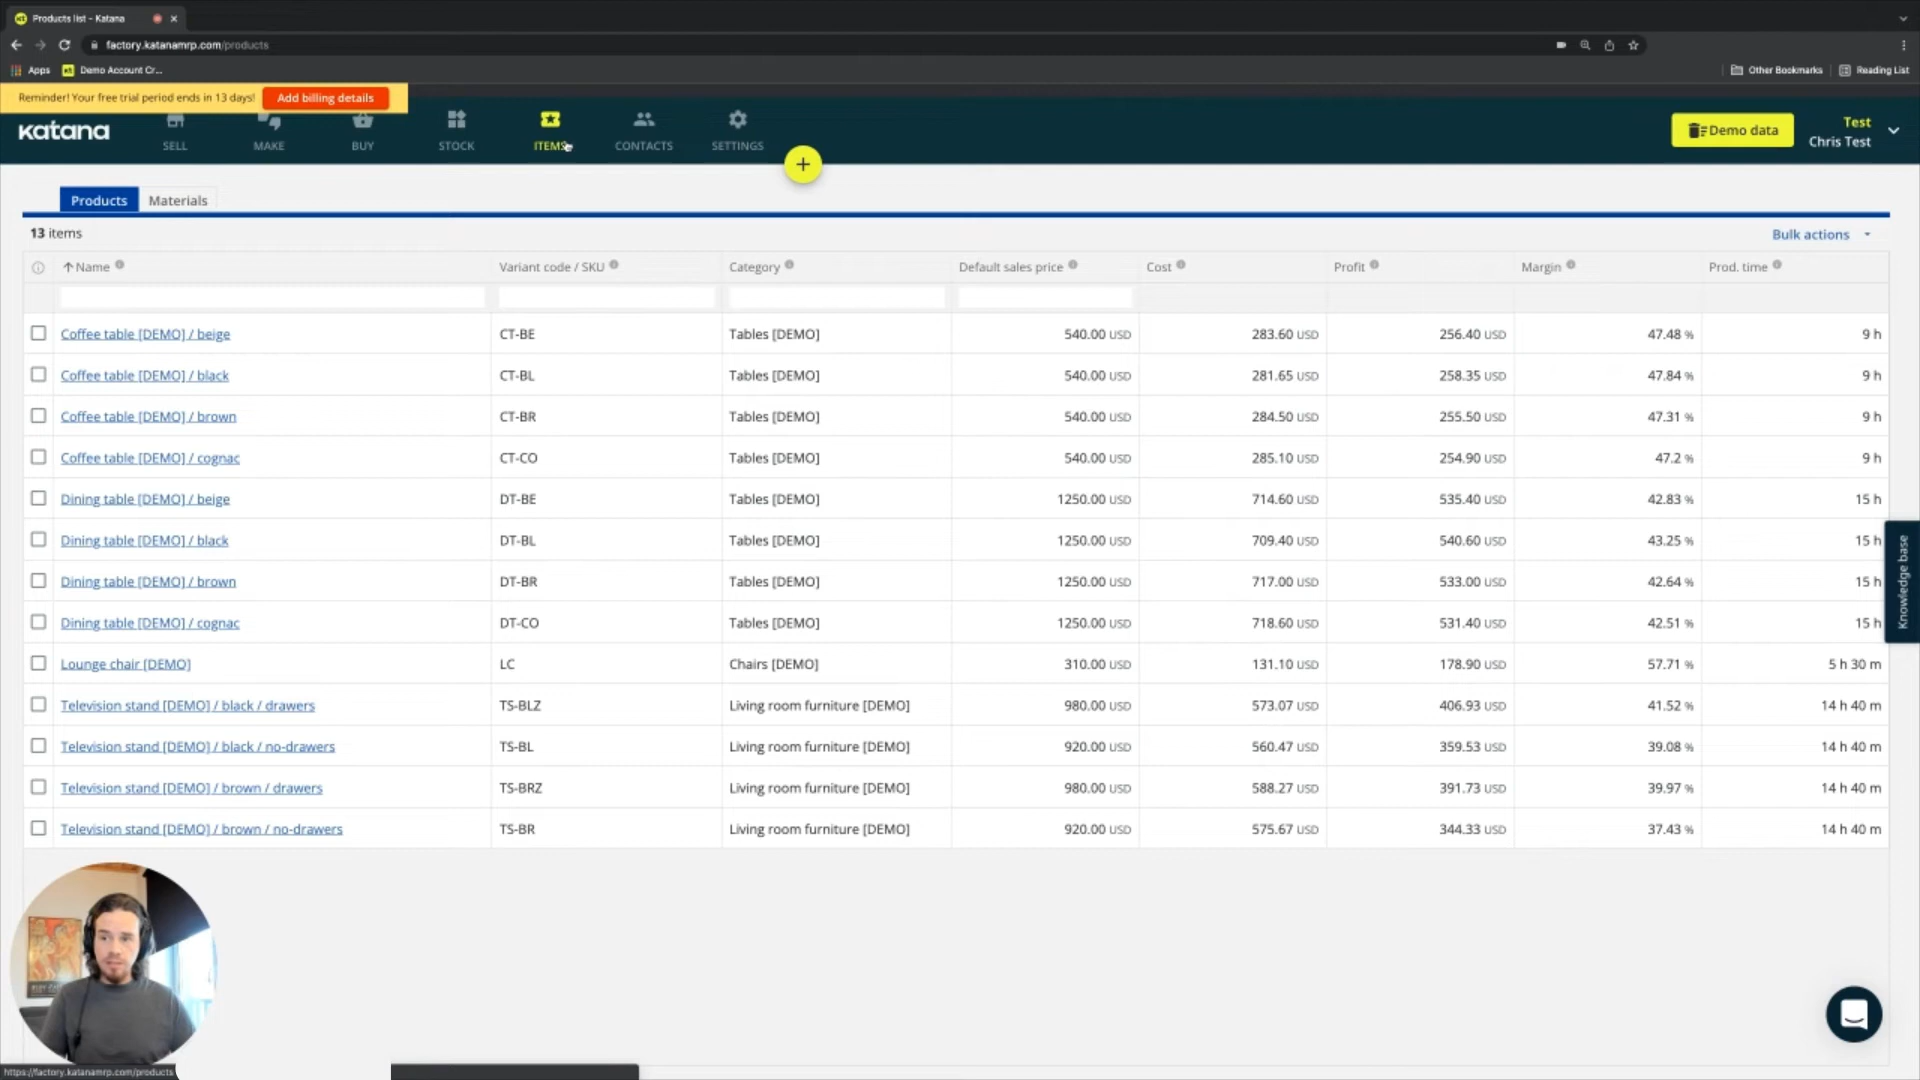 Products list - Katana
factory.katanamrp.com/products
Apps
Demo Account Cr...
Other Bookmarks
Reading List
Reminder! Your free trial period ends in 13 days!
Add billing details
katana
SELL
MAKE
BUY
STOCK
ITEMS
CONTACTS
SETTINGS
+
Demo data
Test
Chris Test
Products
Materials
13 items
Bulk actions
Name
Variant code / SKU
Category
Default sales price
Cost
Profit
Margin
Prod. time
Coffee table [DEMO] / beige CT-BE Tables [DEMO] 540.00 USD 283.60 USD 256.40 USD 47.48 % 9 h
Coffee table [DEMO] / black CT-BL Tables [DEMO] 540.00 USD 281.65 USD 258.35 USD 47.84 % 9 h
Coffee table [DEMO] / brown CT-BR Tables [DEMO] 540.00 USD 284.50 USD 255.50 USD 47.31 % 9 h
Coffee table [DEMO] / cognac CT-CO Tables [DEMO] 540.00 USD 285.10 USD 254.90 USD 47.2 % 9 h
Dining table [DEMO] / beige DT-BE Tables [DEMO] 1250.00 USD 714.60 USD 535.40 USD 42.83 % 15 h
Dining table [DEMO] / black DT-BL Tables [DEMO] 1250.00 USD 709.40 USD 540.60 USD 43.25 % 15 h
Dining table [DEMO] / brown DT-BR Tables [DEMO] 1250.00 USD 717.00 USD 533.00 USD 42.64 % 15 h
Dining table [DEMO] / cognac DT-CO Tables [DEMO] 1250.00 USD 718.60 USD 531.40 USD 42.51 % 15 h
Lounge chair [DEMO] LC Chairs [DEMO] 310.00 USD 131.10 USD 178.90 USD 57.71 % 5 h 30 m
Television stand [DEMO] / black / drawers TS-BLZ Living room furniture [DEMO] 980.00 USD 573.07 USD 406.93 USD 41.52 % 14 h 40 m
Television stand [DEMO] / black / no-drawers TS-BL Living room furniture [DEMO] 920.00 USD 560.47 USD 359.53 USD 39.08 % 14 h 40 m
Television stand [DEMO] / brown / drawers TS-BRZ Living room furniture [DEMO] 980.00 USD 588.27 USD 391.73 USD 39.97 % 14 h 40 m
Television stand [DEMO] / brown / no-drawers TS-BR Living room furniture [DEMO] 920.00 USD 575.67 USD 344.33 USD 37.43 % 14 h 40 m
Knowledge base
https://factory.katanamrp.com/products